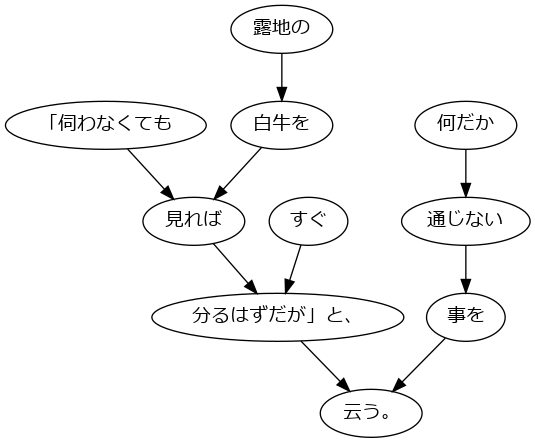 露地の
「伺わなくても
白牛を
何だか
見れば
すぐ
通じない
分るはずだが」と、
事を
云う。